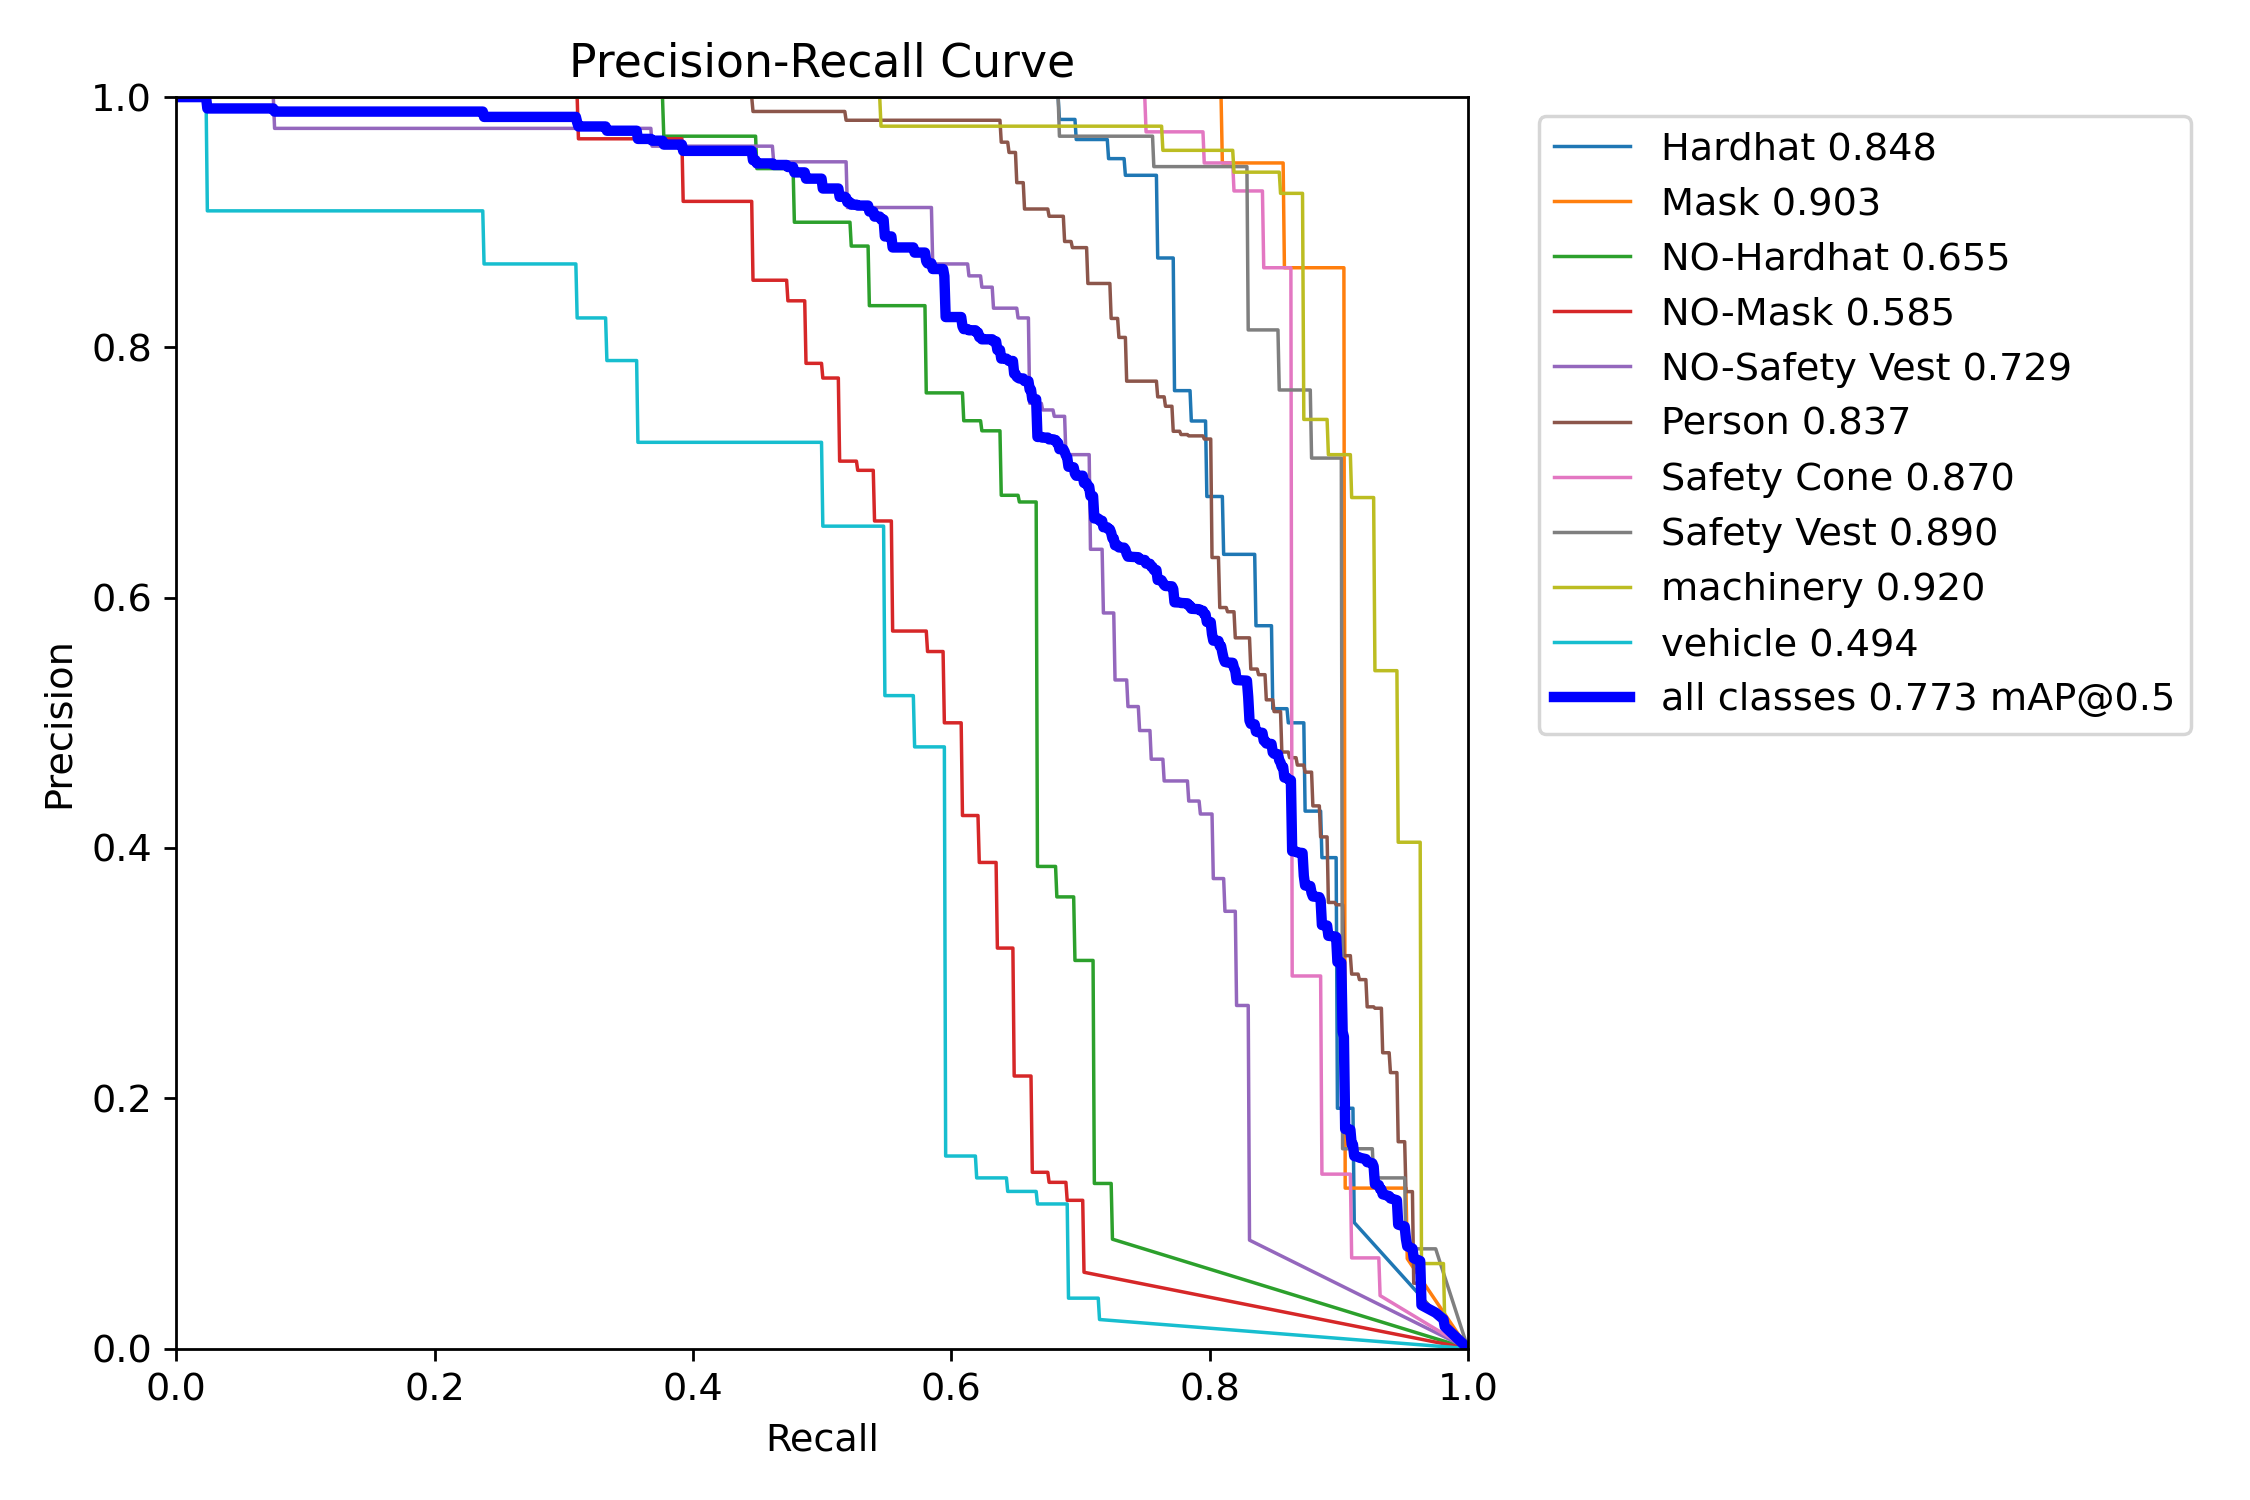 Precision-Recall Curve
1.0
0.8
0.6
0.4
0.2
0.0
Precision
0.0 0.2 0.4 0.6 0.8 1.0
Recall
Hardhat 0.848
Mask 0.903
NO-Hardhat 0.655
NO-Mask 0.585
NO-Safety Vest 0.729
Person 0.837
Safety Cone 0.870
Safety Vest 0.890
machinery 0.920
vehicle 0.494
all classes 0.773 mAP@0.5